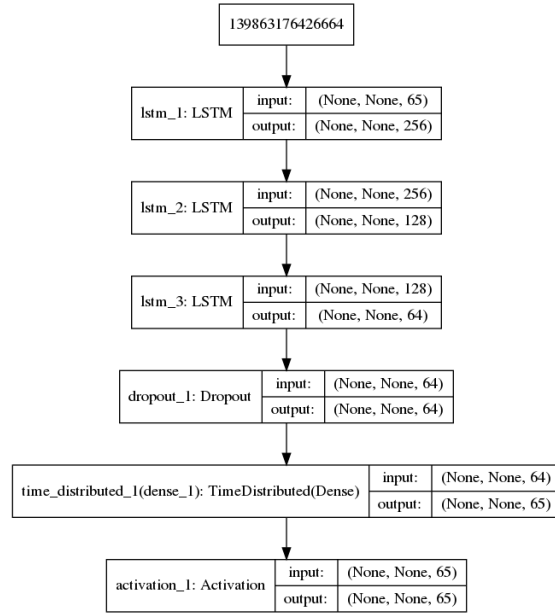 139863176426664
lstm_1: LSTM
input: (None, None, 65)
output: (None, None, 256)
lstm_2: LSTM
input: (None, None, 256)
output: (None, None, 128)
lstm_3: LSTM
input: (None, None, 128)
output: (None, None, 64)
dropout_1: Dropout
input: (None, None, 64)
output: (None, None, 64)
time_distributed_1(dense_1): TimeDistributed(Dense)
input: (None, None, 64)
output: (None, None, 65)
activation_1: Activation
input: (None, None, 65)
output: (None, None, 65)